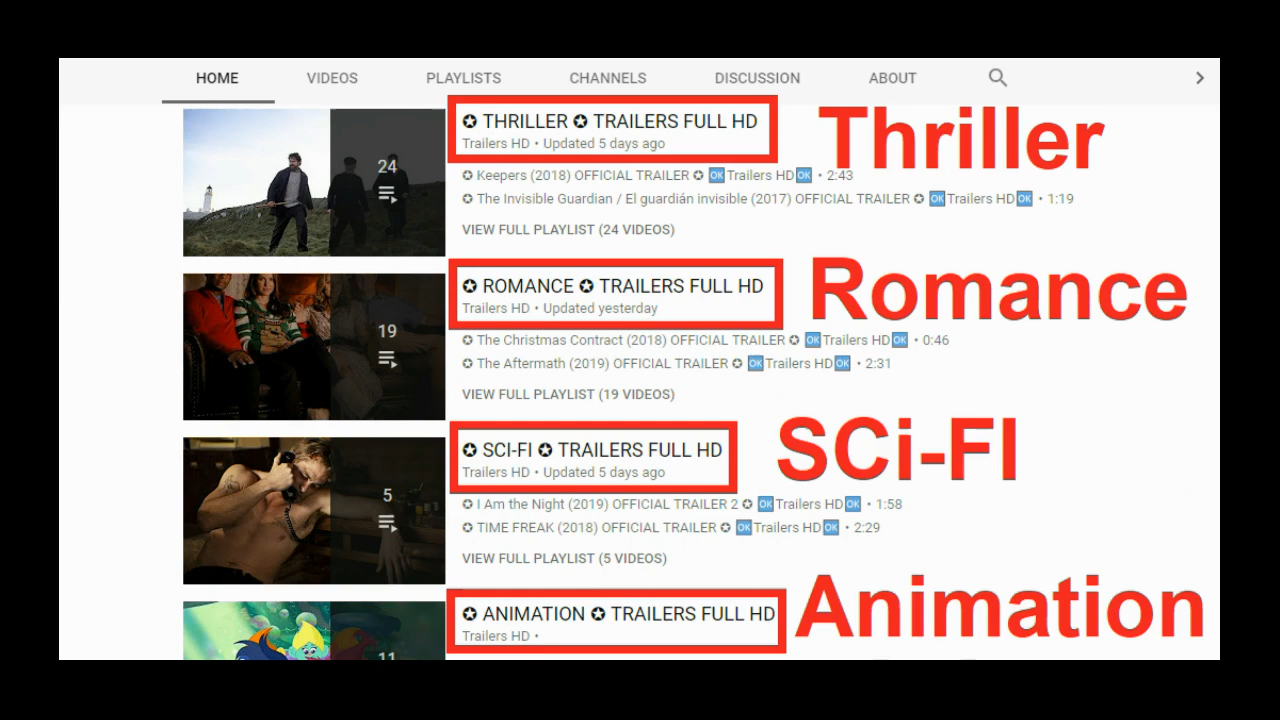 HOME VIDEOS PLAYLISTS CHANNELS DISCUSSION ABOUT
✪ THRILLER ✪ TRAILERS FULL HD
Thriller
Trailers HD • Updated 5 days ago
24
✪ Keepers (2018) OFFICIAL TRAILER ✪ 🆗Trailers HD🆗 • 2:43
✪ The Invisible Guardian / El guardián invisible (2017) OFFICIAL TRAILER ✪ 🆗Trailers HD🆗 • 1:19
VIEW FULL PLAYLIST (24 VIDEOS)
✪ ROMANCE ✪ TRAILERS FULL HD
Romance
Trailers HD • Updated yesterday
19
✪ The Christmas Contract (2018) OFFICIAL TRAILER ✪ 🆗Trailers HD🆗 • 0:46
✪ The Aftermath (2019) OFFICIAL TRAILER ✪ 🆗Trailers HD🆗 • 2:31
VIEW FULL PLAYLIST (19 VIDEOS)
✪ SCI-FI ✪ TRAILERS FULL HD
SCi-FI
Trailers HD • Updated 5 days ago
5
✪ I Am the Night (2019) OFFICIAL TRAILER 2 ✪ 🆗Trailers HD🆗 • 1:58
✪ TIME FREAK (2018) OFFICIAL TRAILER ✪ 🆗Trailers HD🆗 • 2:29
VIEW FULL PLAYLIST (5 VIDEOS)
✪ ANIMATION ✪ TRAILERS FULL HD
Animation
Trailers HD •
11